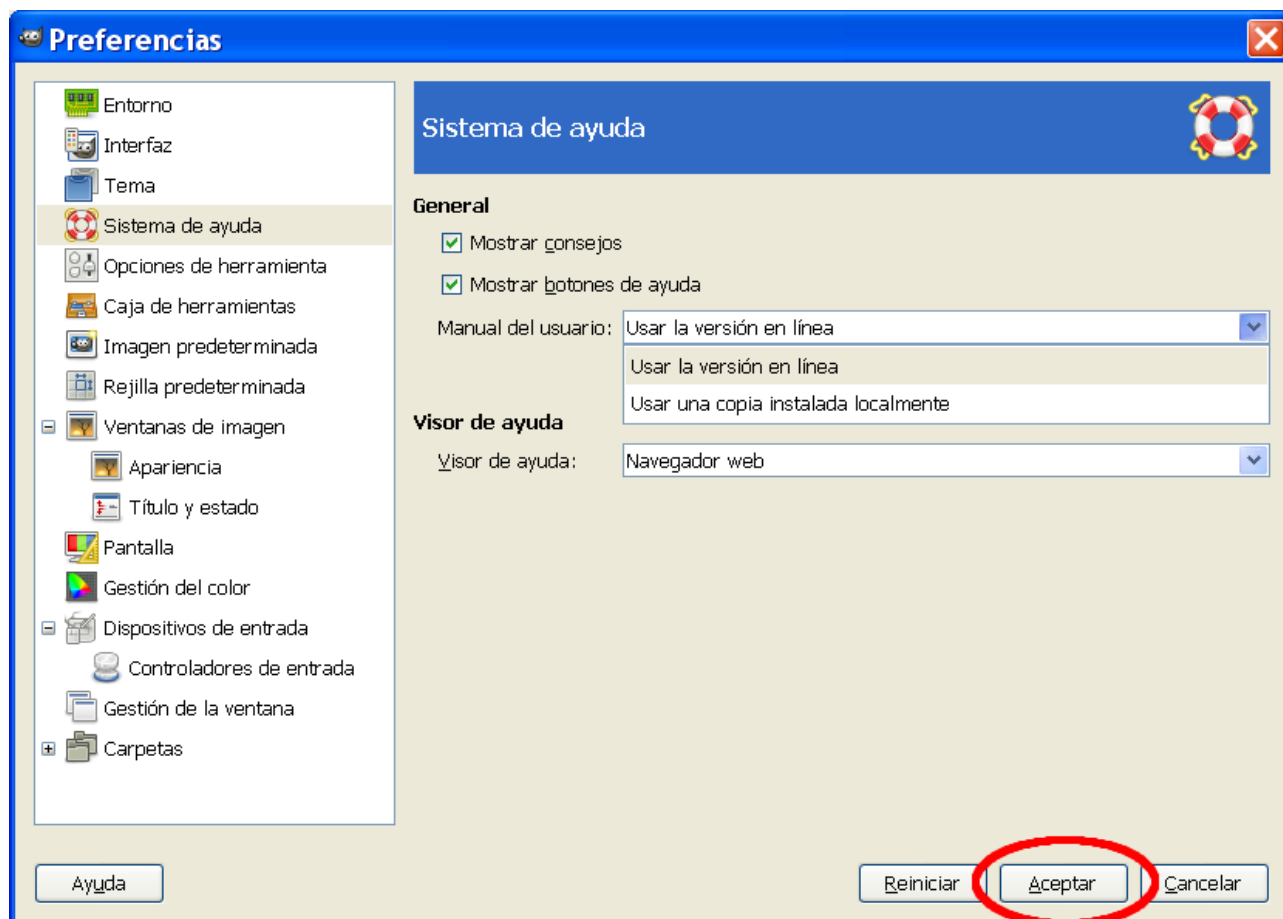 Preferencias
Entorno
Interfaz
Tema
Sistema de ayuda
Opciones de herramienta
Caja de herramientas
Imagen predeterminada
Rejilla predeterminada
Ventanas de imagen
Apariencia
Título y estado
Pantalla
Gestión del color
Dispositivos de entrada
Controladores de entrada
Gestión de la ventana
Carpetas
Sistema de ayuda
General
Mostrar consejos
Mostrar botones de ayuda
Manual del usuario: Usar la versión en línea
Usar la versión en línea
Usar una copia instalada localmente
Visor de ayuda
Visor de ayuda: Navegador web
Ayuda Reiniciar Aceptar Cancelar